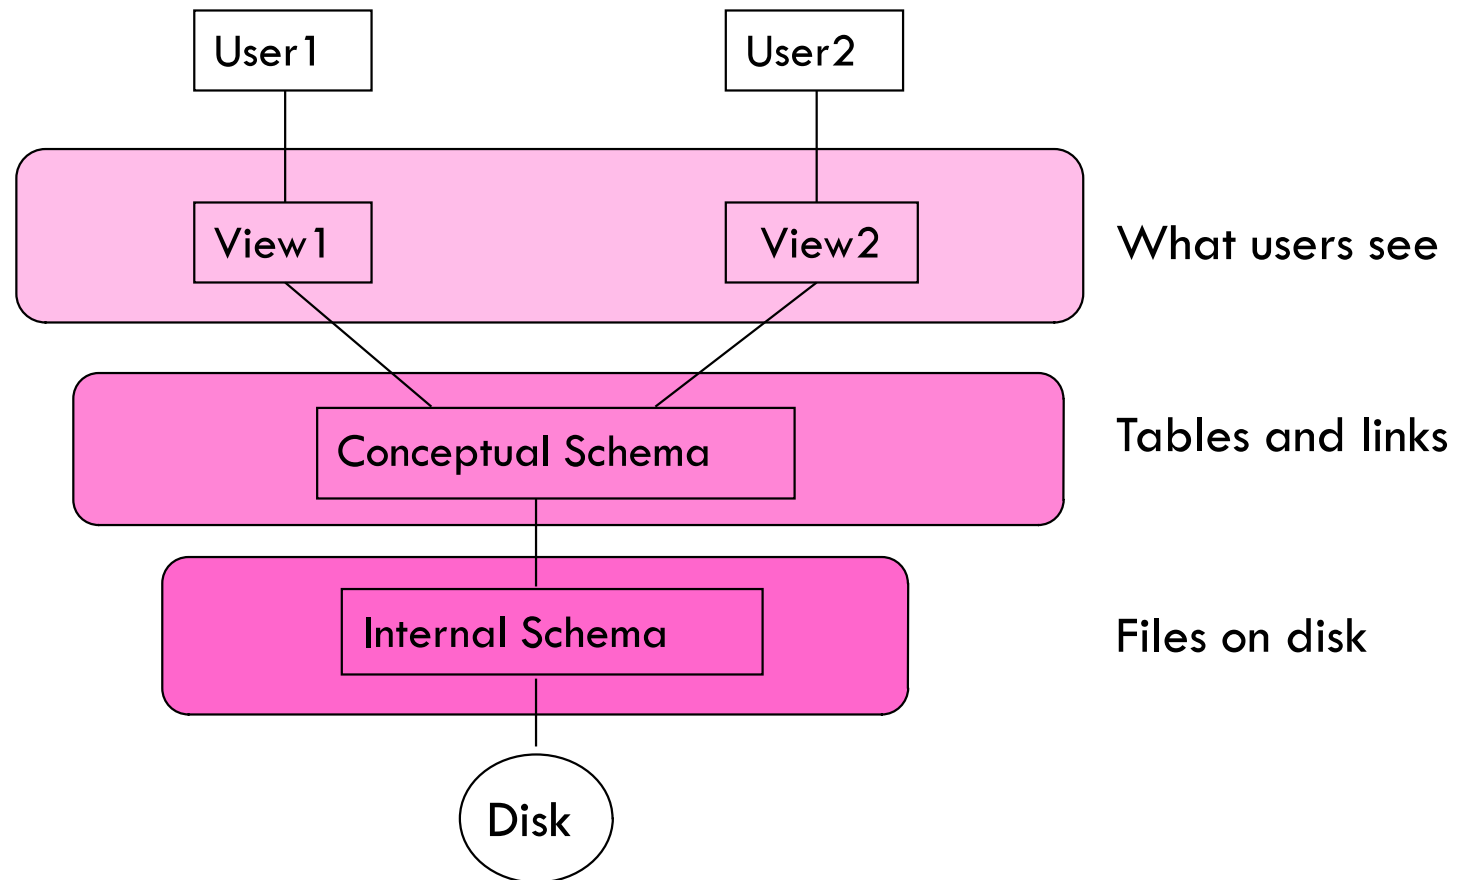 User1
User2
View1
View2
What users see
Conceptual Schema
Tables and links
Internal Schema
Files on disk
Disk